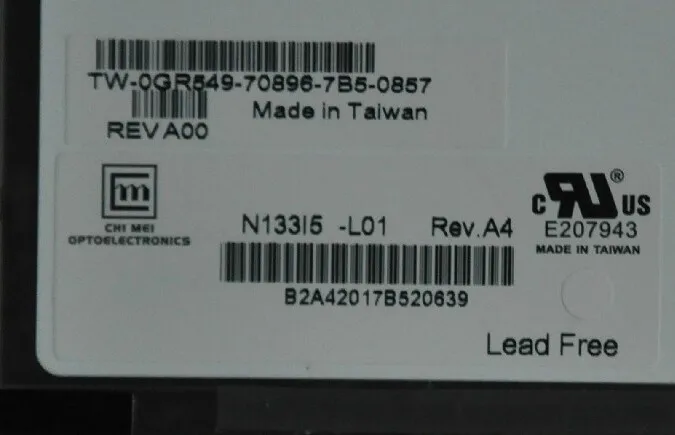 TW-0GR549-70896-7B5-0857
Made in Taiwan
REV A00
CHI MEI
OPTOELECTRONICS
N133I5 -L01 Rev.A4
B2A42017B520639
c RU ® US
E207943
MADE IN TAIWAN
Lead Free